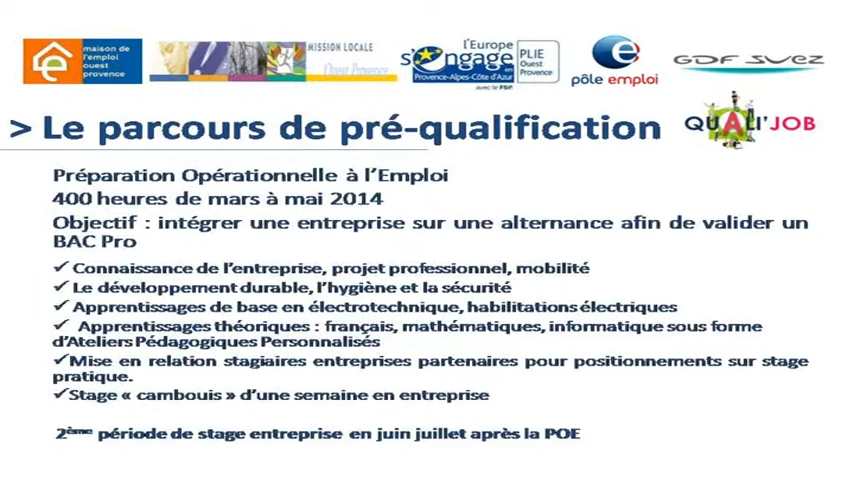 maison de
l'emploi
ouest
provence
MISSION LOCALE
Ouest Provence
l'Europe
s'engage
en
Provence-Alpes-Côte d'Azur
avec le FSE
PLIE
Ouest
Provence
pôle emploi
GDF SUEZ
QUALI'JOB
> Le parcours de pré-qualification
Préparation Opérationnelle à l'Emploi
400 heures de mars à mai 2014
Objectif : intégrer une entreprise sur une alternance afin de valider un
BAC Pro
✓ Connaissance de l'entreprise, projet professionnel, mobilité
✓ Le développement durable, l'hygiène et la sécurité
✓ Apprentissages de base en électrotechnique, habilitations électriques
✓ Apprentissages théoriques : français, mathématiques, informatique sous forme
d'Ateliers Pédagogiques Personnalisés
✓Mise en relation stagiaires entreprises partenaires pour positionnements sur stage
pratique.
✓Stage « cambouis » d'une semaine en entreprise
2ème période de stage entreprise en juin juillet après la POE